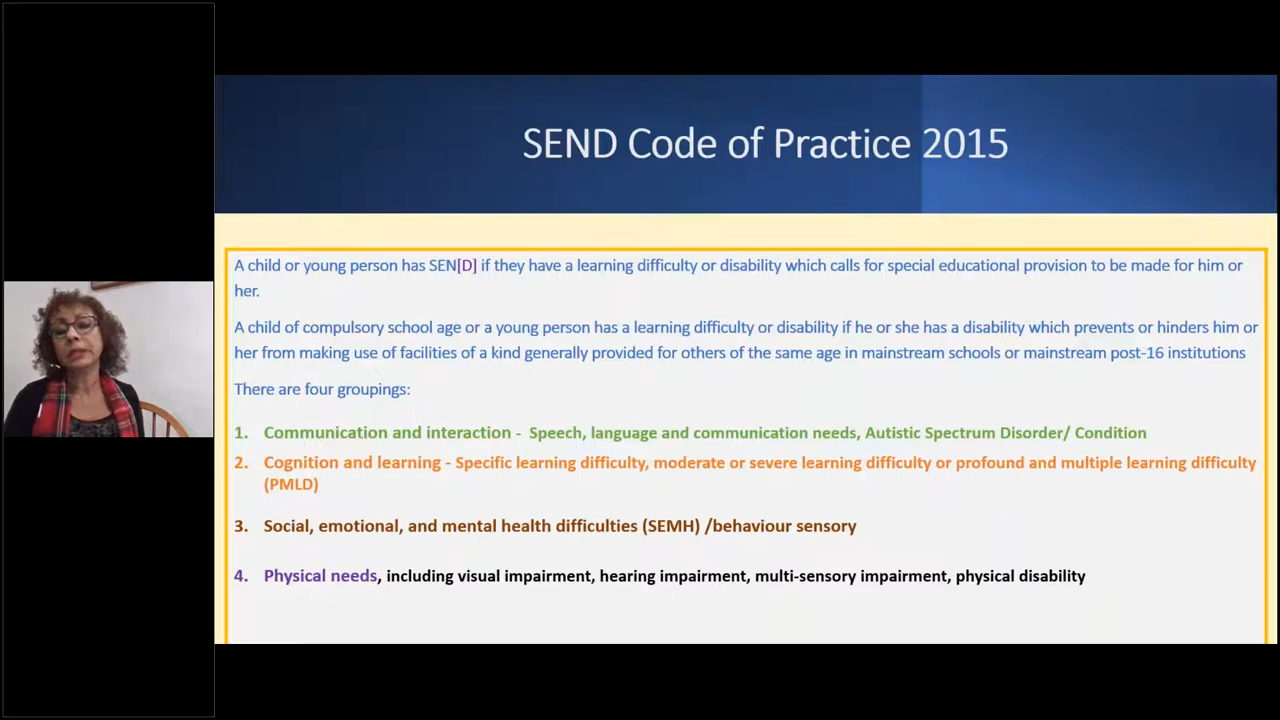 SEND Code of Practice 2015
A child or young person has SEN[D] if they have a learning difficulty or disability which calls for special educational provision to be made for him or
her.
A child of compulsory school age or a young person has a learning difficulty or disability if he or she has a disability which prevents or hinders him or
her from making use of facilities of a kind generally provided for others of the same age in mainstream schools or mainstream post-16 institutions
There are four groupings:
1. Communication and interaction - Speech, language and communication needs, Autistic Spectrum Disorder/ Condition
2. Cognition and learning - Specific learning difficulty, moderate or severe learning difficulty or profound and multiple learning difficulty
(PMLD)
3. Social, emotional, and mental health difficulties (SEMH) /behaviour sensory
4. Physical needs, including visual impairment, hearing impairment, multi-sensory impairment, physical disability